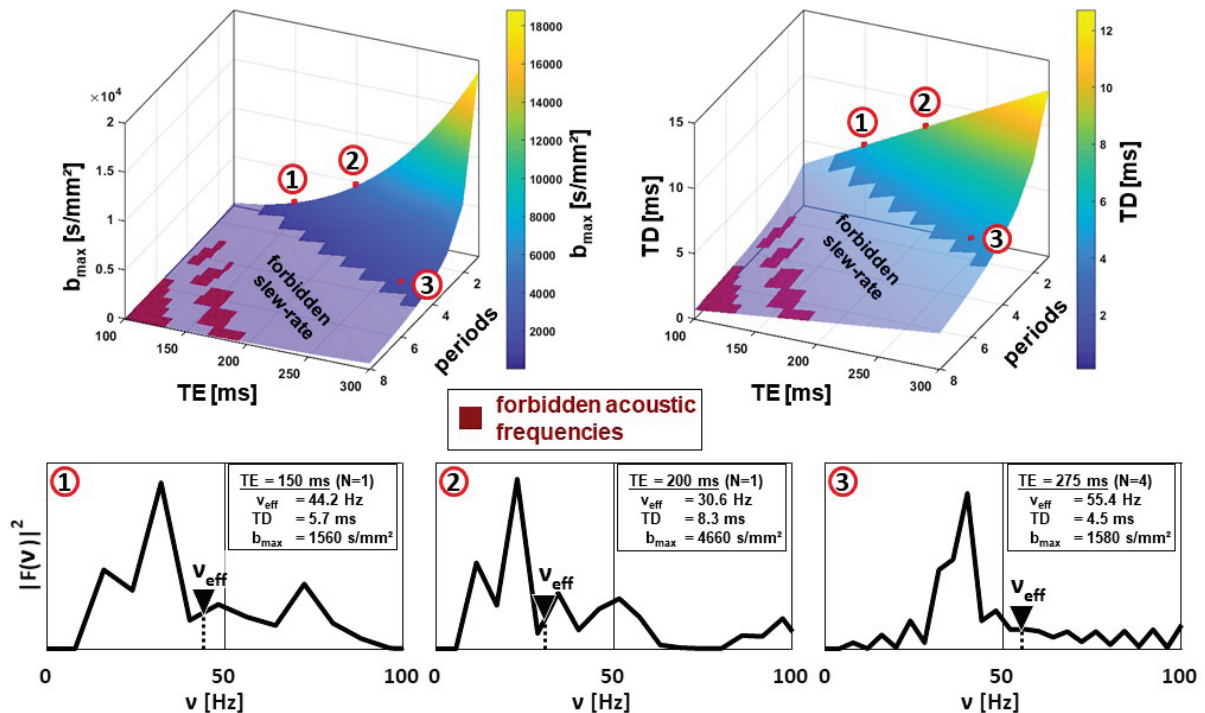 ×10⁴
2
1.5
1
0.5
0
b_max [s/mm²]
1
2
3
forbidden
slew-rate
100
150
200
250
300
TE [ms]
8
6
4
2
periods
18000
16000
14000
12000
10000
8000
6000
4000
2000
b_max [s/mm²]
15
10
5
0
TD [ms]
1
2
3
forbidden
slew-rate
100
150
200
250
300
TE [ms]
8
6
4
2
periods
12
10
8
6
4
2
TD [ms]
forbidden acoustic
frequencies
1
TE = 150 ms (N=1)
ν_eff = 44.2 Hz
TD = 5.7 ms
b_max = 1560 s/mm²
ν_eff
|F(ν)|²
0 50 100
ν [Hz]
2
TE = 200 ms (N=1)
ν_eff = 30.6 Hz
TD = 8.3 ms
b_max = 4660 s/mm²
ν_eff
0 50 100
ν [Hz]
3
TE = 275 ms (N=4)
ν_eff = 55.4 Hz
TD = 4.5 ms
b_max = 1580 s/mm²
ν_eff
0 50 100
ν [Hz]